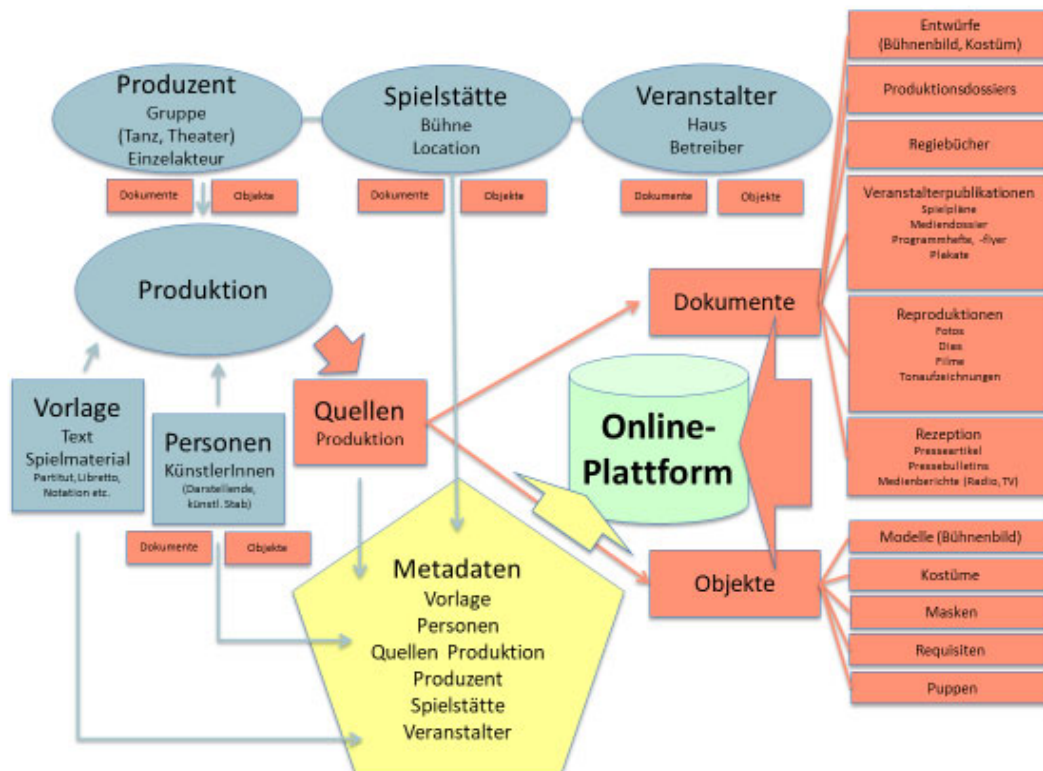 Produzent
Gruppe
(Tanz, Theater)
Einzelakteur
Spielstätte
Bühne
Location
Veranstalter
Haus
Betreiber
Dokumente
Objekte
Dokumente
Objekte
Dokumente
Objekte
Produktion
Vorlage
Text
Spielmaterial
Partitut, Libretto,
Notation etc.
Personen
KünstlerInnen
(Darstellende,
künstl. Stab)
Dokumente
Objekte
Quellen
Produktion
Metadaten
Vorlage
Personen
Quellen Produktion
Produzent
Spielstätte
Veranstalter
Online-
Plattform
Dokumente
Objekte
Entwürfe
(Bühnenbild, Kostüm)
Produktionsdossiers
Regiebücher
Veranstalterpublikationen
Spielpläne
Mediendossier
Programmhefte, -flyer
Plakate
Reproduktionen
Fotos
Dias
Filme
Tonaufzeichnungen
Rezeption
Presseartikel
Pressebulletins
Medienberichte (Radio, TV)
Modelle (Bühnenbild)
Kostüme
Masken
Requisiten
Puppen